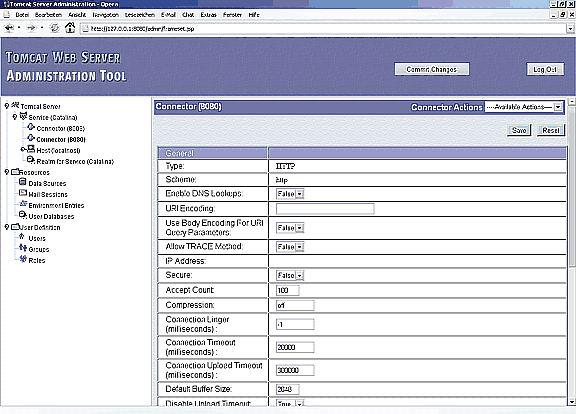 Tomcat Server Administration - Opera
Datei Bearbeiten Ansicht Navigation Lesezeichen E-Mail Chat Extras Fenster Hilfe
http://127.0.0.1:8080/admin/frameset.jsp
TOMCAT WEB SERVER
ADMINISTRATION TOOL
Commit Changes
Log Out
Tomcat Server
Service (Catalina)
Connector (8009)
Connector (8080)
Host (localhost)
Realm for Service (Catalina)
Resources
Data Sources
Mail Sessions
Environment Entries
User Databases
User Definition
Users
Groups
Roles
Connector (8080)
Connector Actions ----Available Actions----
Save Reset
General
Type: HTTP
Scheme: http
Enable DNS Lookups: False
URI Encoding:
Use Body Encoding For URI
Query Parameters: False
Allow TRACE Method: False
IP Address:
Secure: False
Accept Count: 100
Compression: off
Connection Linger
(milliseconds) : -1
Connection Timeout
(milliseconds) : 20000
Connection Upload Timeout
(milliseconds) : 300000
Default Buffer Size: 2048
Disable Upload Timeout: True